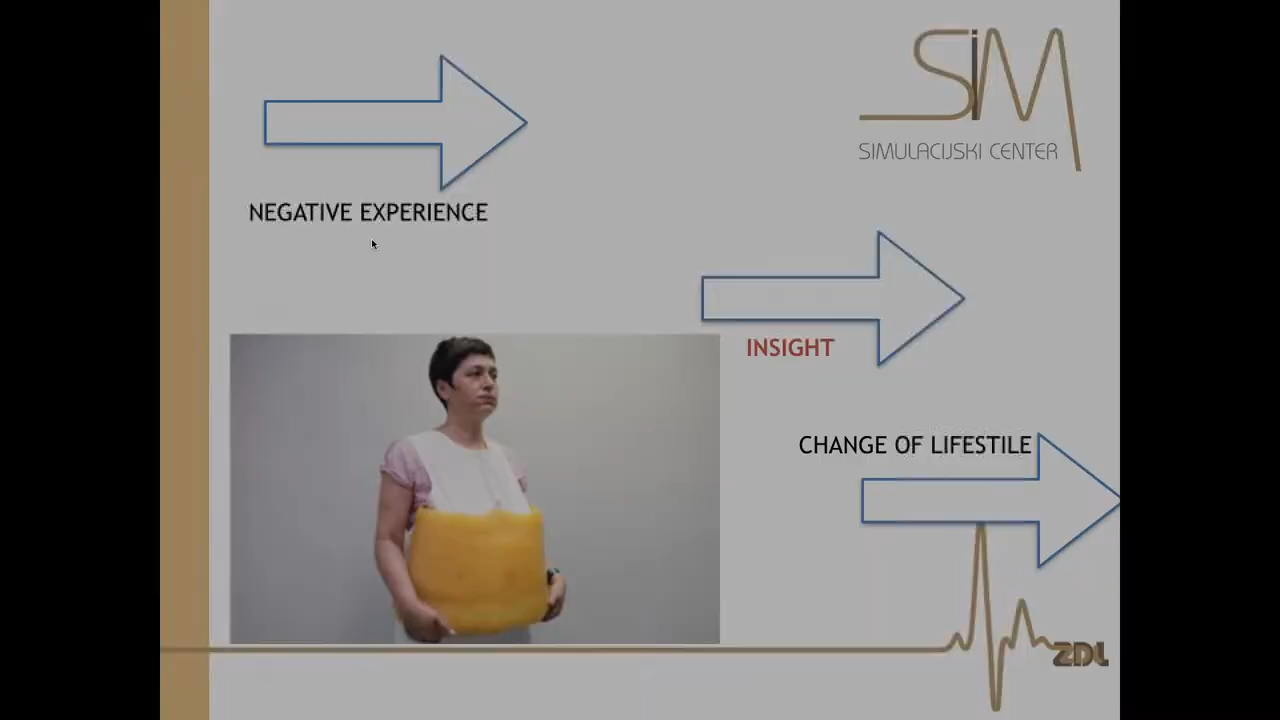 SiM
SIMULACIJSKI CENTER
NEGATIVE EXPERIENCE
INSIGHT
CHANGE OF LIFESTILE
ZDL